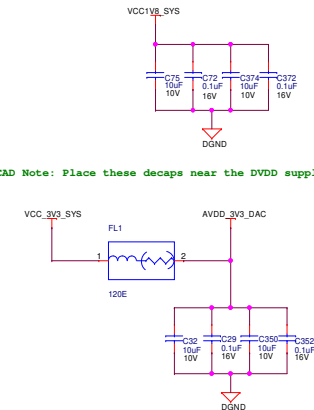 VCC1V8_SYS
C75 C72 C374 C372
10uF 0.1uF 10uF 0.1uF
10V 16V 10V 16V
DGND
CAD Note: Place these decaps near the DVDD suppl
VCC_3V3_SYS AVDD_3V3_DAC
FL1
1 2
120E
C32 C29 C350 C352
10uF 0.1uF 10uF 0.1uF
10V 16V 10V 16V
DGND